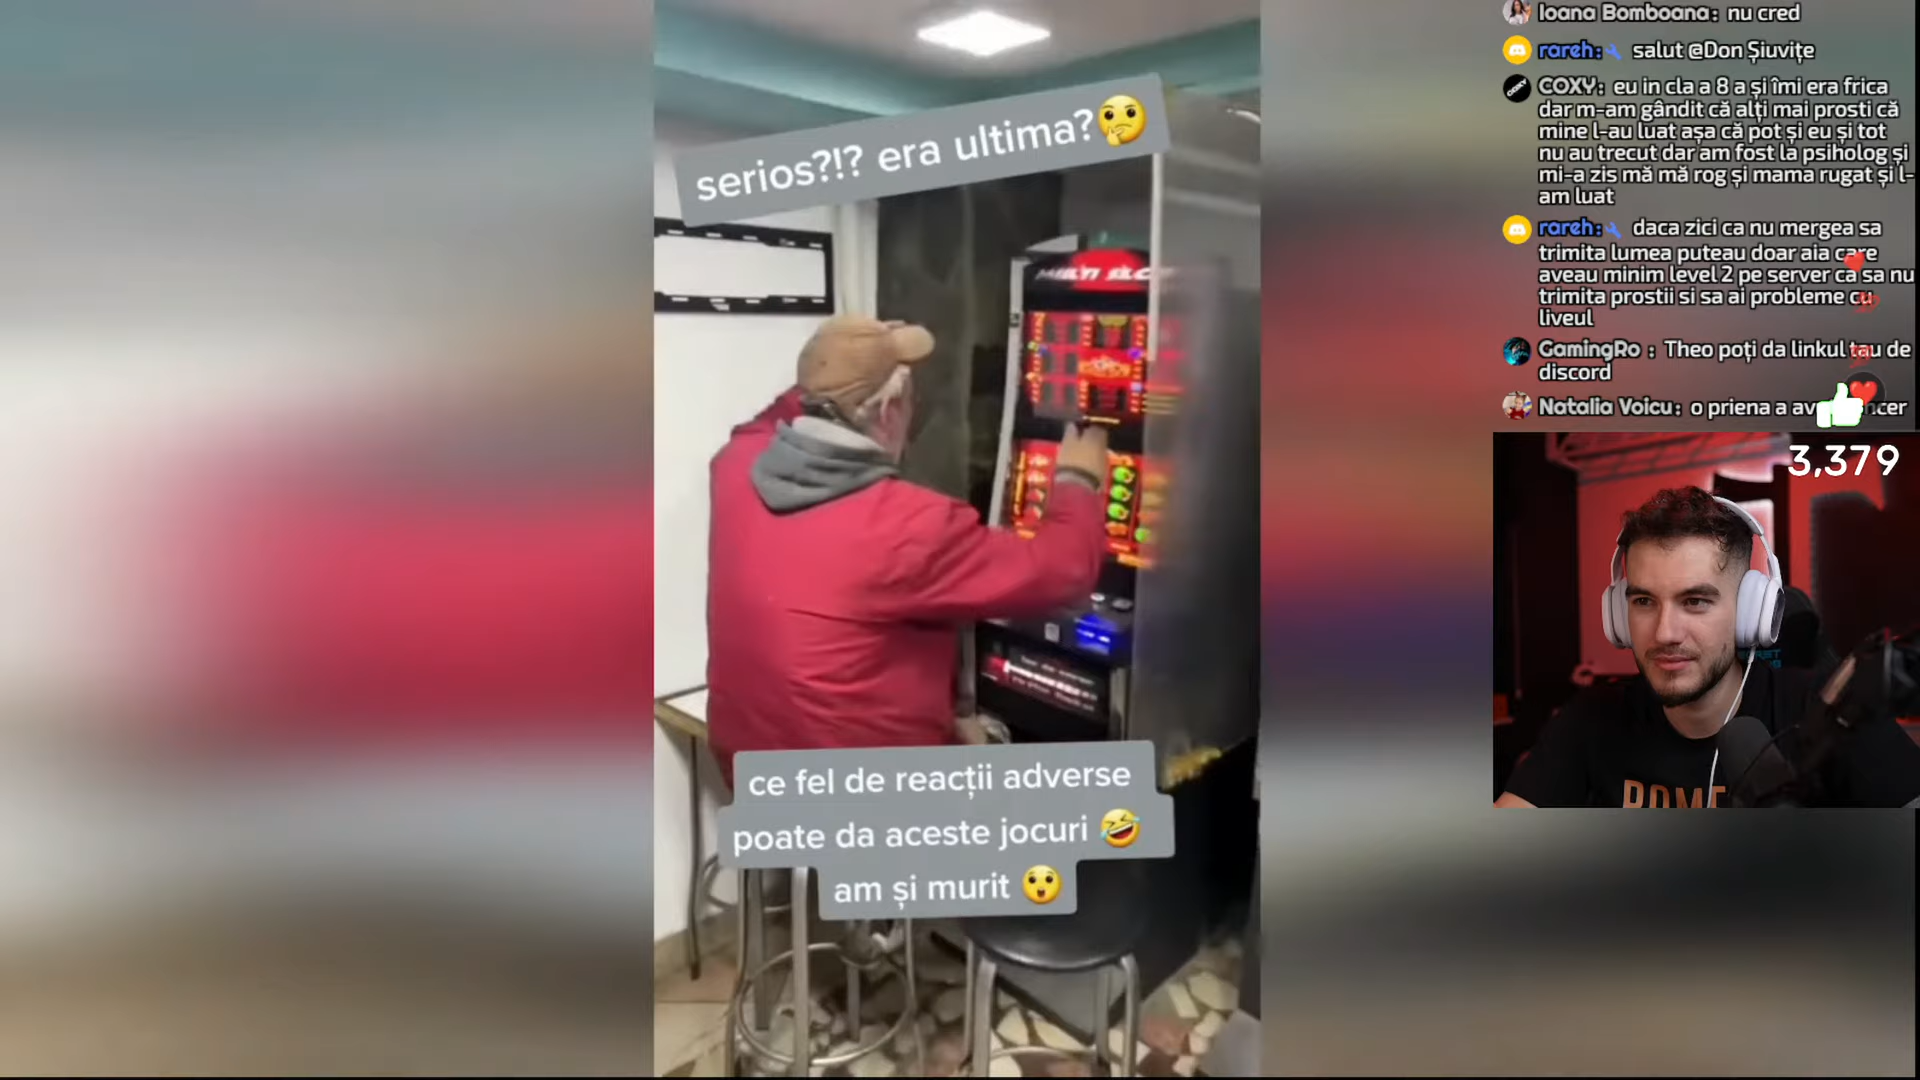 serios?!? era ultima?🤔
ce fel de reacții adverse
poate da aceste jocuri 🤣
am și murit 😲
Ioana Bomboana: nu cred
rareh: salut @Don Șiuvițe
COXY: eu in cla a 8 a și îmi era frica
dar m-am gândit că alți mai prosti că
mine l-au luat așa că pot și eu și tot
nu au trecut dar am fost la psiholog și
mi-a zis mă mă rog și mama rugat și l-
am luat
rareh: daca zici ca nu mergea sa
trimita lumea puteau doar aia care
aveau minim level 2 pe server ca sa nu
trimita prostii si sa ai probleme cu
liveul
GamingRo : Theo poți da linkul tau de
discord
Natalia Voicu: o priena a
3,379